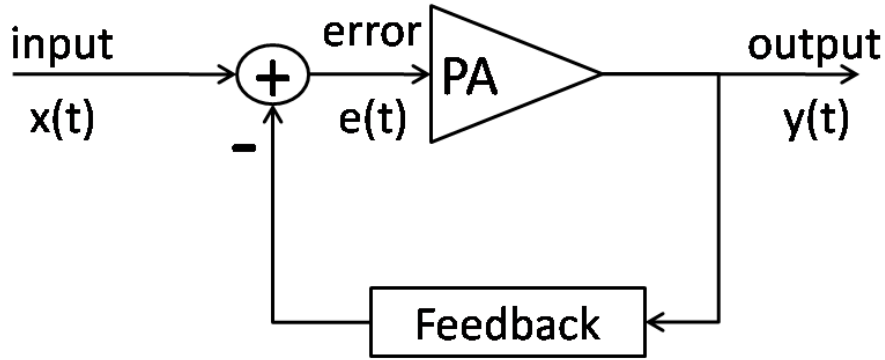 input
error
output
+
PA
x(t)
-
e(t)
y(t)
Feedback